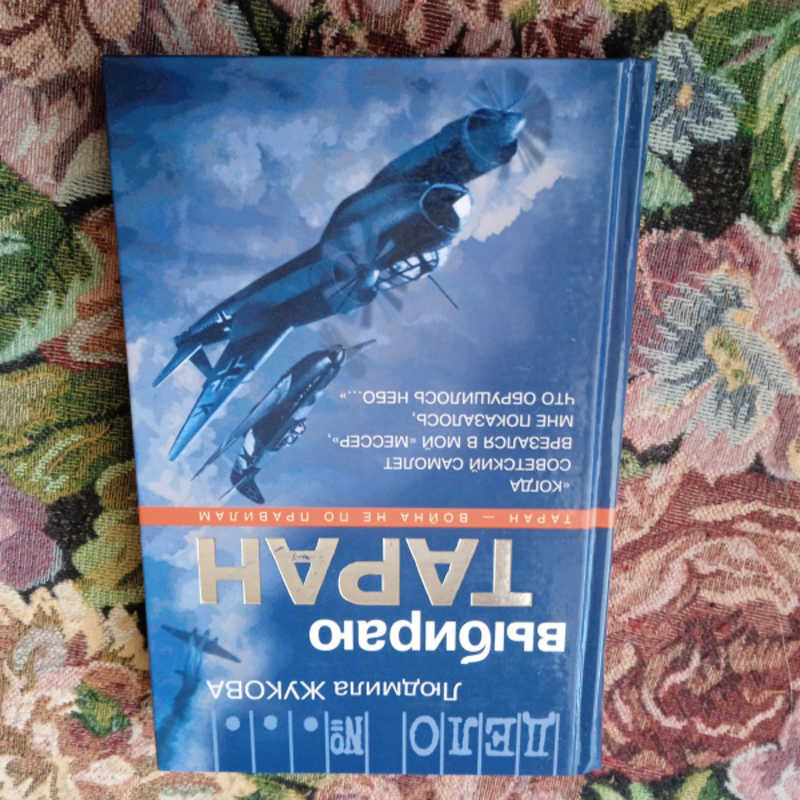 ДЕЛО №...
Людмила ЖУКОВА
выбираю
ТАРАН
ТАРАН — ВОЙНА НЕ ПО ПРАВИЛАМ
«КОГДА
СОВЕТСКИЙ САМОЛЕТ
ВРЕЗАЛСЯ В МОЙ «МЕССЕР»,
МНЕ ПОКАЗАЛОСЬ,
ЧТО ОБРУШИЛОСЬ НЕБО...»